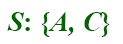 S: {A, C}